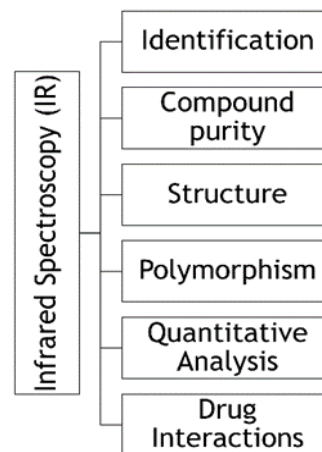 Infrared Spectroscopy (IR)
Identification
Compound
purity
Structure
Polymorphism
Quantitative
Analysis
Drug
Interactions